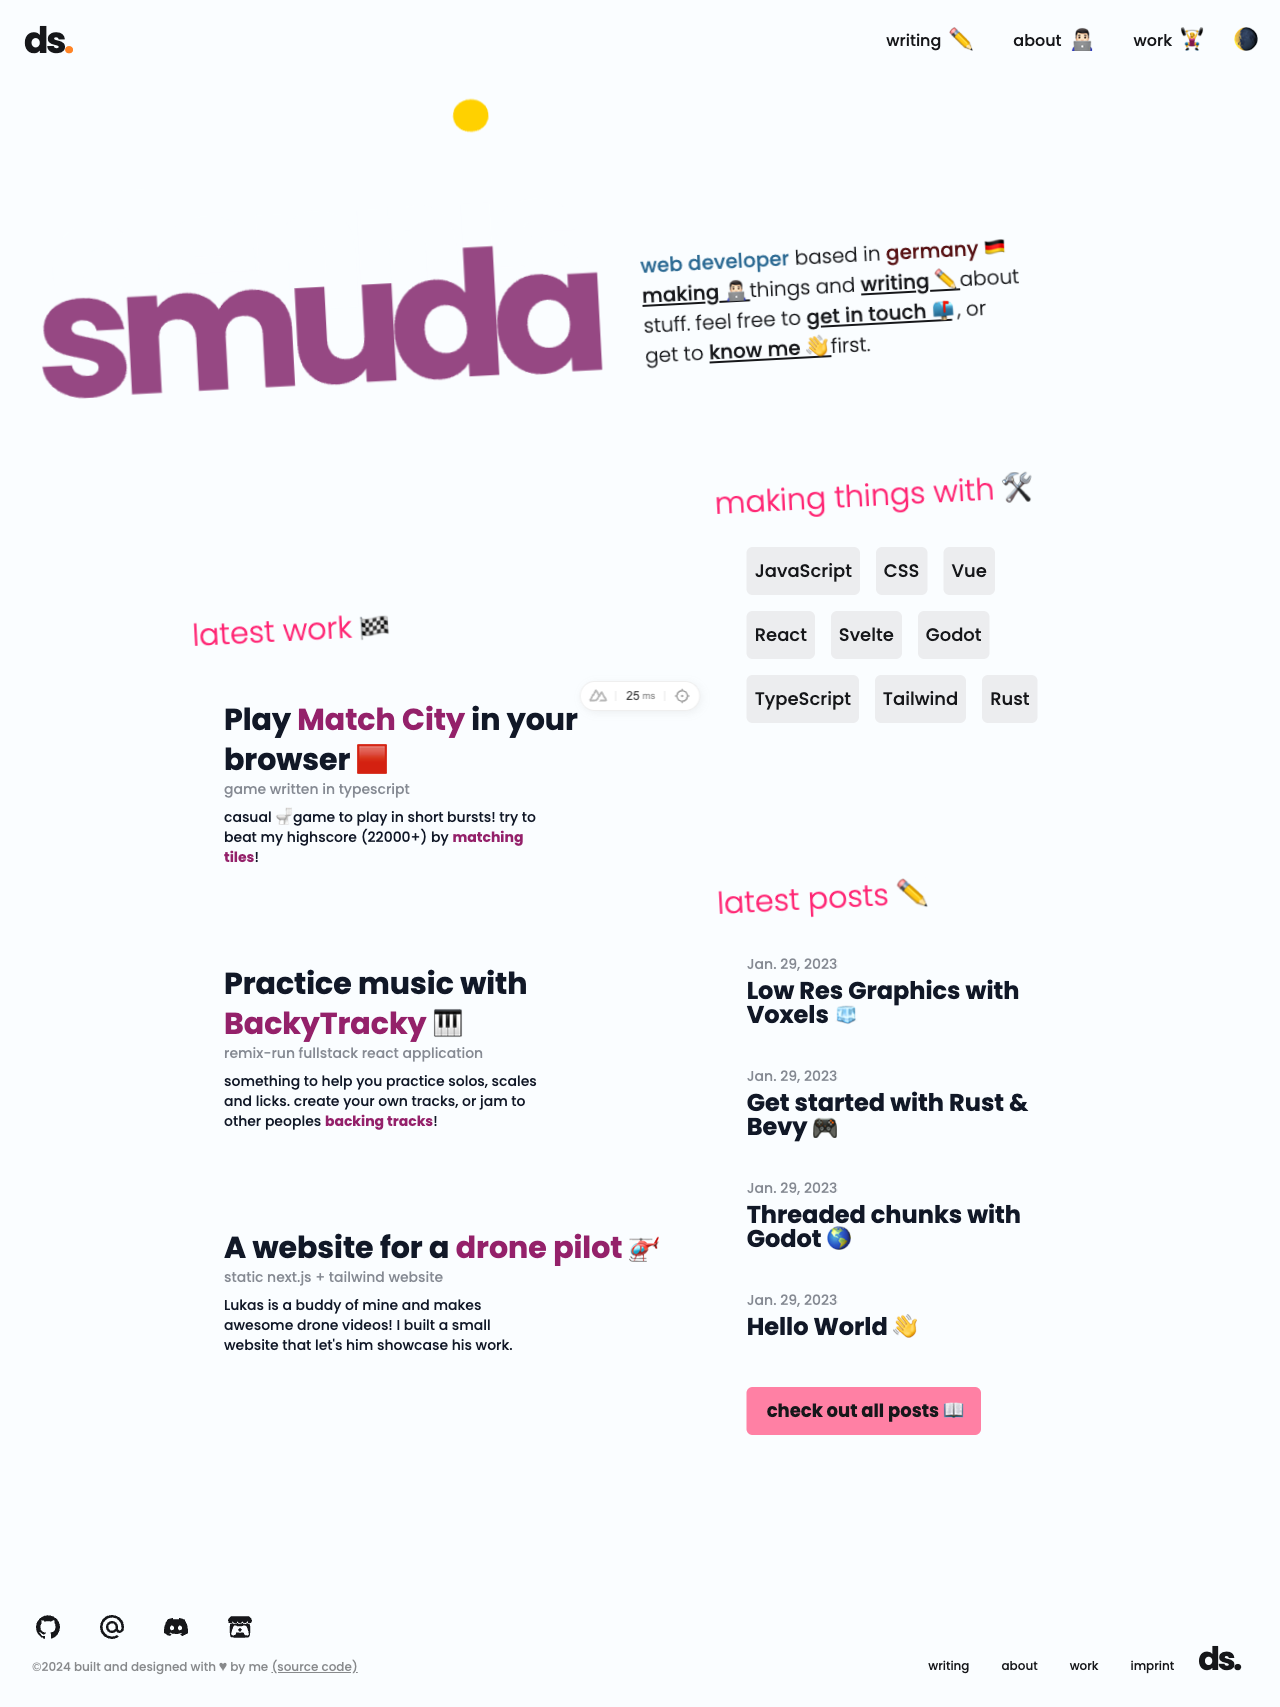 ds.
writing ✏️
about 👨🏻‍💻
work 🏋🏻‍♂️
smuda
web developer based in germany 🇩🇪
making 👨🏻‍💻 things and writing ✏️ about
stuff. feel free to get in touch 📫, or
get to know me 👋 first.
making things with 🛠️
JavaScript CSS Vue
React Svelte Godot
TypeScript Tailwind Rust
latest work 🏁
25 ms
Play Match City in your
browser 🟥
game written in typescript
casual 🚽 game to play in short bursts! try to
beat my highscore (22000+) by matching
tiles!
Practice music with
BackyTracky 🎹
remix-run fullstack react application
something to help you practice solos, scales
and licks. create your own tracks, or jam to
other peoples backing tracks!
A website for a drone pilot 🚁
static next.js + tailwind website
Lukas is a buddy of mine and makes
awesome drone videos! I built a small
website that let's him showcase his work.
latest posts ✏️
Jan. 29, 2023
Low Res Graphics with
Voxels 🧊
Jan. 29, 2023
Get started with Rust &
Bevy 🎮
Jan. 29, 2023
Threaded chunks with
Godot 🌎
Jan. 29, 2023
Hello World 👋
check out all posts 📖
©2024 built and designed with ♥ by me (source code)
writing about work imprint ds.